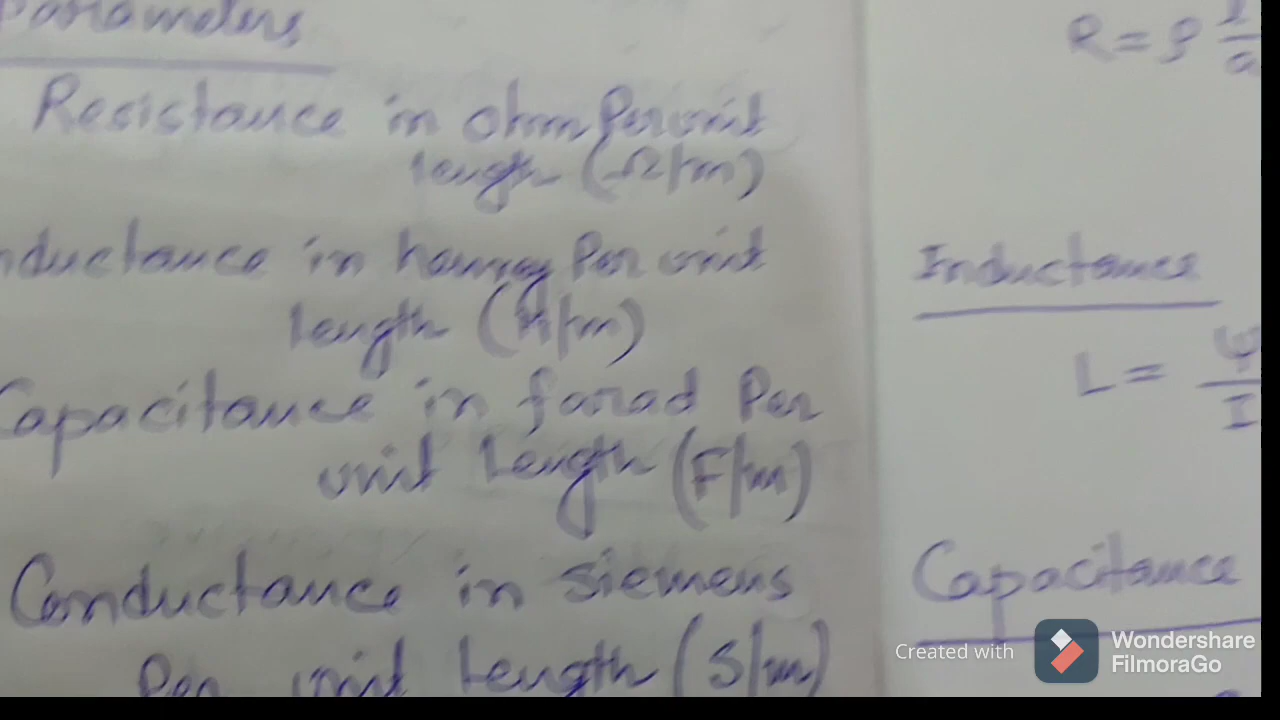 Parameters
Resistance in ohm Per unit
length (Ω/m)
nductance in henrey Per unit
length (H/m)
Capacitance in farad Per
unit Length (F/m)
Conductance in siemens
Per unit Length (S/m)
R = ρ l/a
Inductance
L = Ψ/I
Capacitance
Created with Wondershare
FilmoraGo